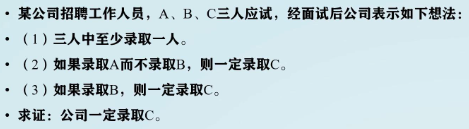 • 某公司招聘工作人员，A、B、C三人应试，经面试后公司表示如下想法：
• （1）三人中至少录取一人。
• （2）如果录取A而不录取B，则一定录取C。
• （3）如果录取B，则一定录取C。
• 求证：公司一定录取C。